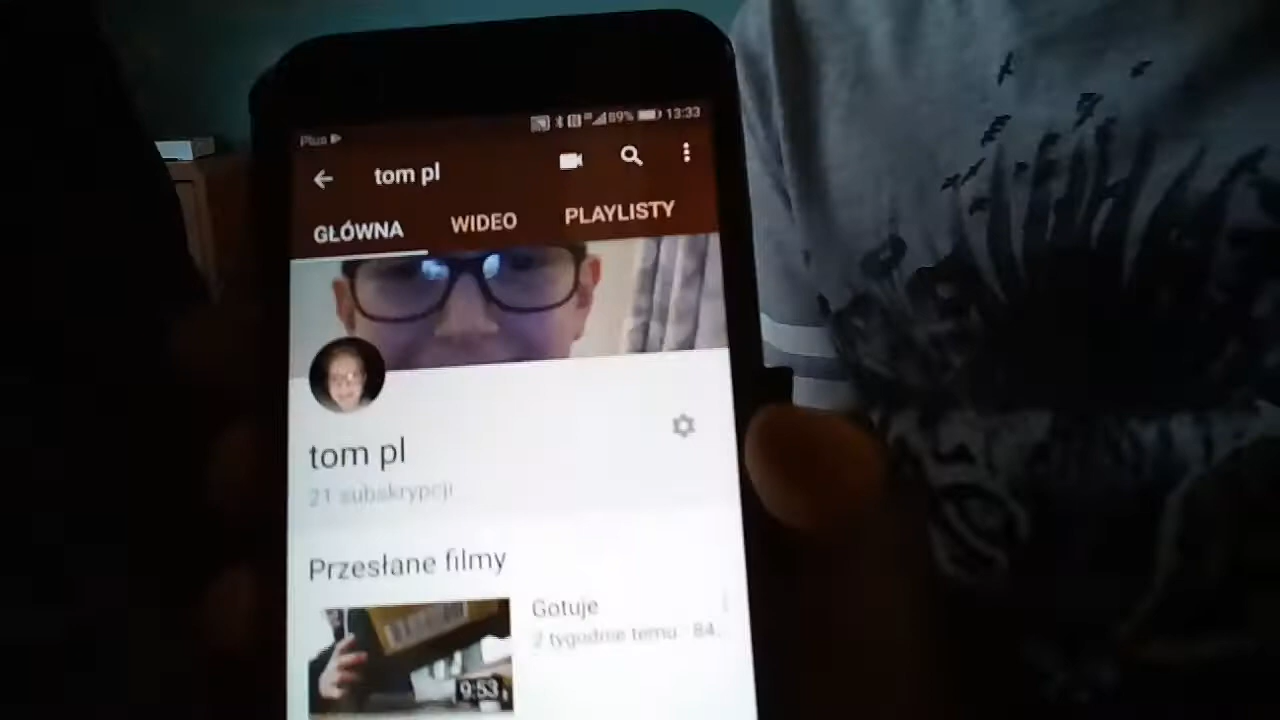 Plus 89% 13:33
tom pl
GŁÓWNA WIDEO PLAYLISTY
tom pl
21 subskrypcji
Przesłane filmy
Gotuje
2 tygodnie temu · 84...
9:53